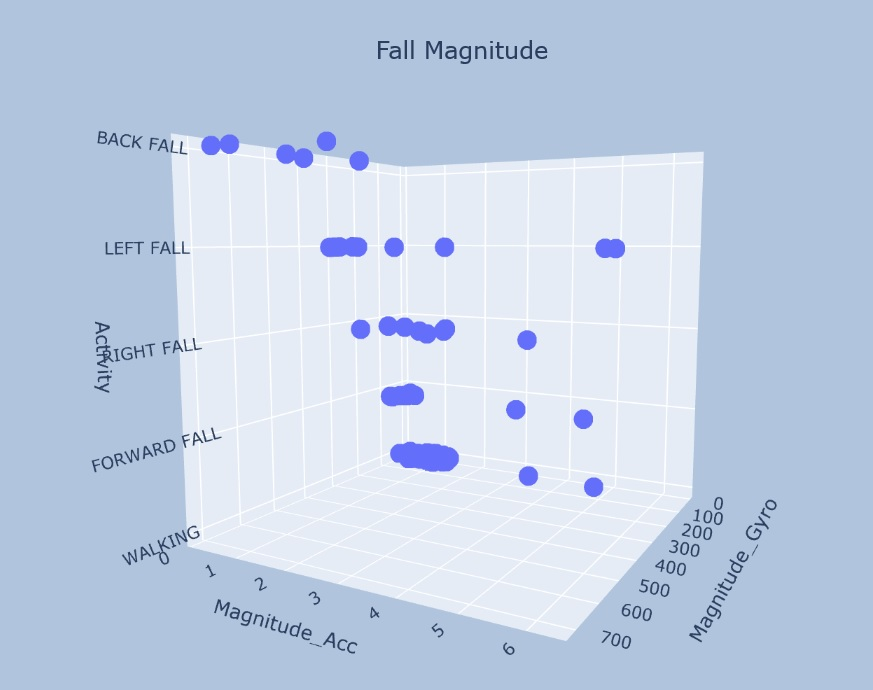 Fall Magnitude
BACK FALL
LEFT FALL
RIGHT FALL
FORWARD FALL
WALKING
Activity
0
1
2
3
4
5
6
Magnitude_Acc
0
100
200
300
400
500
600
700
Magnitude_Gyro